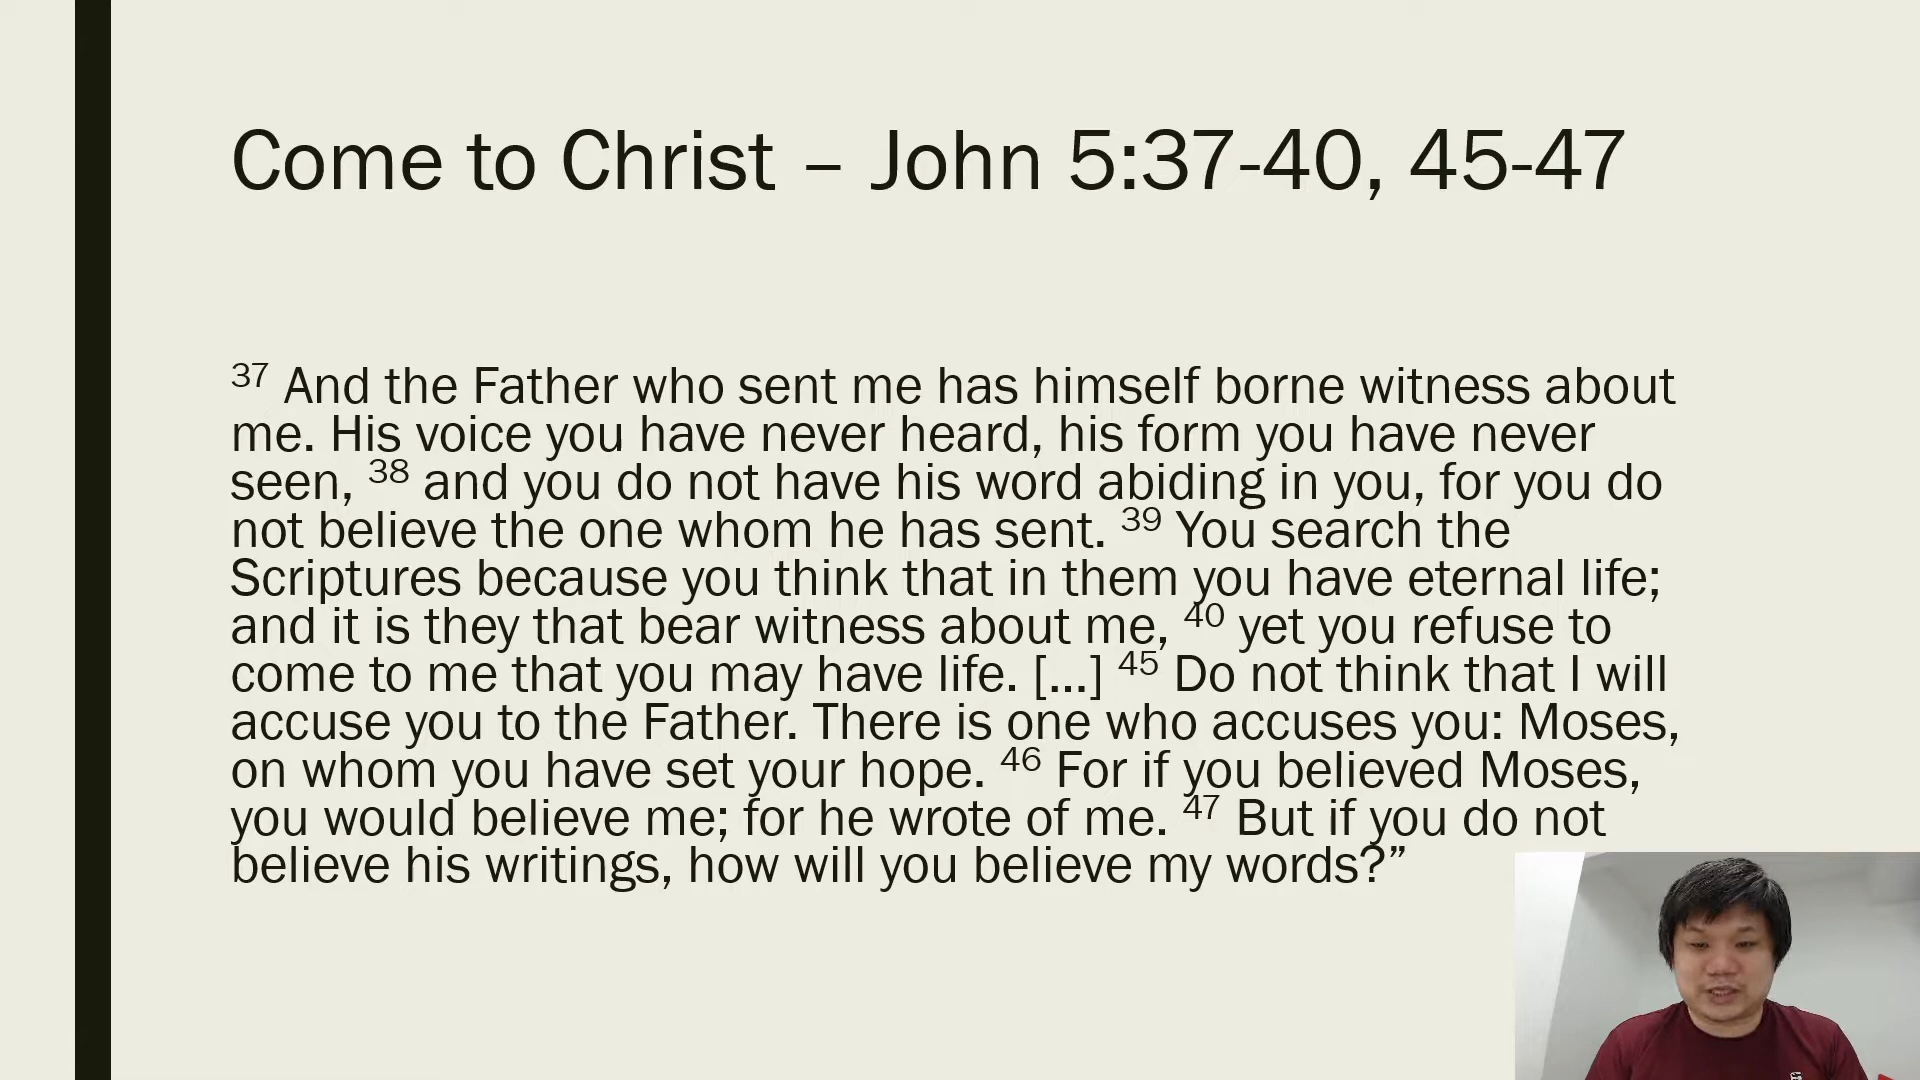 Come to Christ – John 5:37-40, 45-47
37 And the Father who sent me has himself borne witness about
me. His voice you have never heard, his form you have never
seen, 38 and you do not have his word abiding in you, for you do
not believe the one whom he has sent. 39 You search the
Scriptures because you think that in them you have eternal life;
and it is they that bear witness about me, 40 yet you refuse to
come to me that you may have life. [...] 45 Do not think that I will
accuse you to the Father. There is one who accuses you: Moses,
on whom you have set your hope. 46 For if you believed Moses,
you would believe me; for he wrote of me. 47 But if you do not
believe his writings, how will you believe my words?”